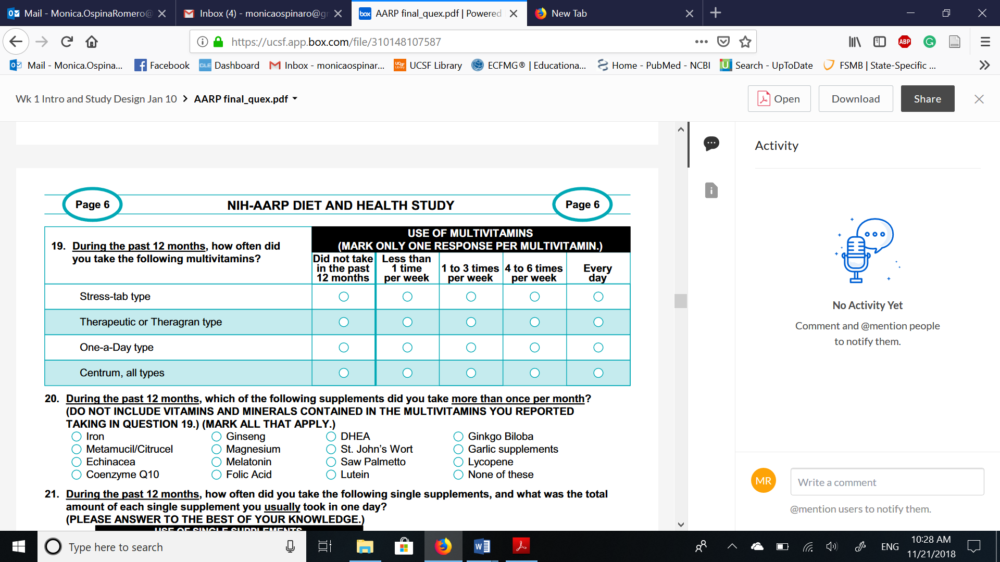 Mail - Monica.OspinaRomero@
Inbox (4) - monicaospinaro@gr
box AARP final_quex.pdf | Powered
New Tab
https://ucsf.app.box.com/file/310148107587
ABP
Mail - Monica.Ospina...
Facebook
CLE Dashboard
Inbox - monicaospinar...
UCSF Library
ECFMG® | Educationa...
Home - PubMed - NCBI
Search - UpToDate
FSMB | State-Specific ...
Wk 1 Intro and Study Design Jan 10 > AARP final_quex.pdf
Open
Download
Share
Activity
Page 6
NIH-AARP DIET AND HEALTH STUDY
Page 6
19. During the past 12 months, how often did
you take the following multivitamins?
USE OF MULTIVITAMINS
(MARK ONLY ONE RESPONSE PER MULTIVITAMIN.)
Did not take in the past 12 months
Less than 1 time per week
1 to 3 times per week
4 to 6 times per week
Every day
Stress-tab type
Therapeutic or Theragran type
One-a-Day type
Centrum, all types
20. During the past 12 months, which of the following supplements did you take more than once per month?
(DO NOT INCLUDE VITAMINS AND MINERALS CONTAINED IN THE MULTIVITAMINS YOU REPORTED
TAKING IN QUESTION 19.) (MARK ALL THAT APPLY.)
Iron Ginseng DHEA Ginkgo Biloba
Metamucil/Citrucel Magnesium St. John's Wort Garlic supplements
Echinacea Melatonin Saw Palmetto Lycopene
Coenzyme Q10 Folic Acid Lutein None of these
21. During the past 12 months, how often did you take the following single supplements, and what was the total
amount of each single supplement you usually took in one day?
(PLEASE ANSWER TO THE BEST OF YOUR KNOWLEDGE.)
USE OF SINGLE SUPPLEMENTS
No Activity Yet
Comment and @mention people
to notify them.
MR
Write a comment
@mention users to notify them.
Type here to search
ENG
10:28 AM
11/21/2018